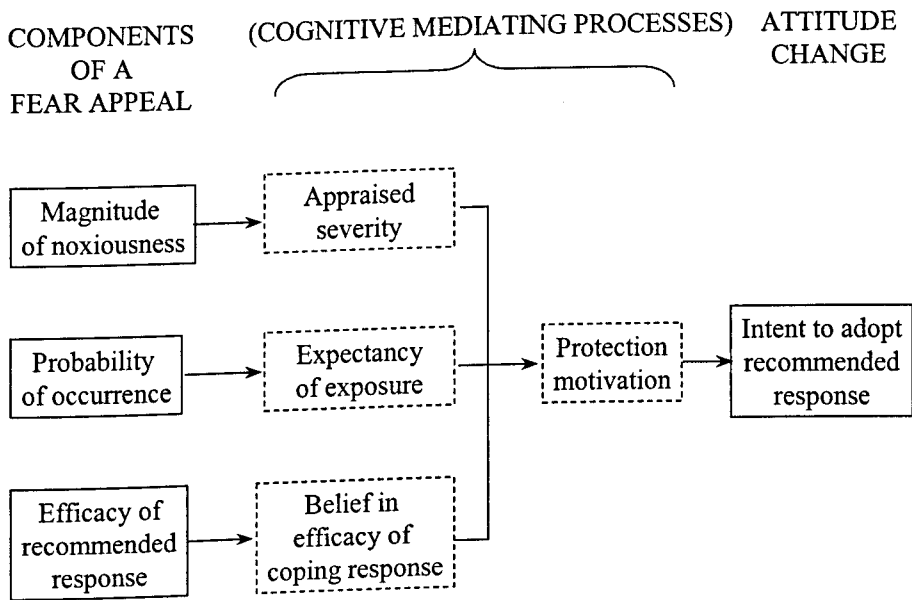 COMPONENTS
OF A
FEAR APPEAL
(COGNITIVE MEDIATING PROCESSES)
ATTITUDE
CHANGE
Magnitude
of noxiousness
Appraised
severity
Probability
of occurrence
Expectancy
of exposure
Protection
motivation
Intent to adopt
recommended
response
Efficacy of
recommended
response
Belief in
efficacy of
coping response